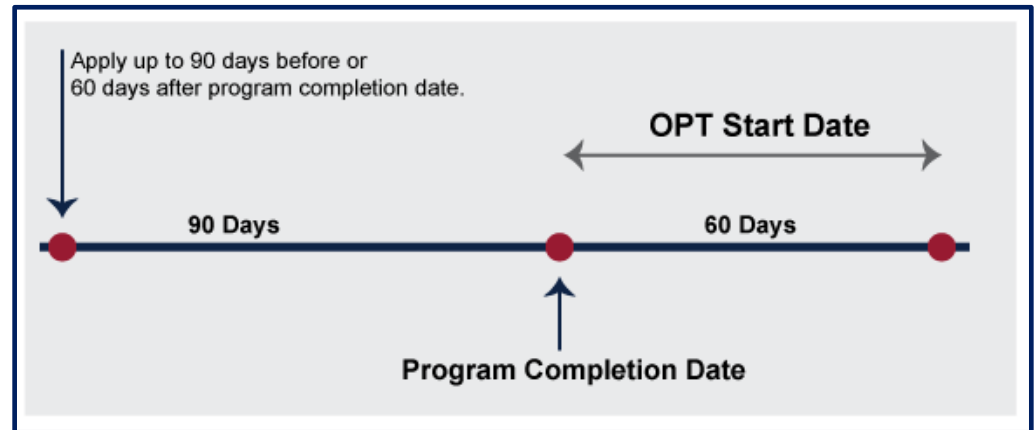 Apply up to 90 days before or
60 days after program completion date.
OPT Start Date
90 Days
60 Days
Program Completion Date